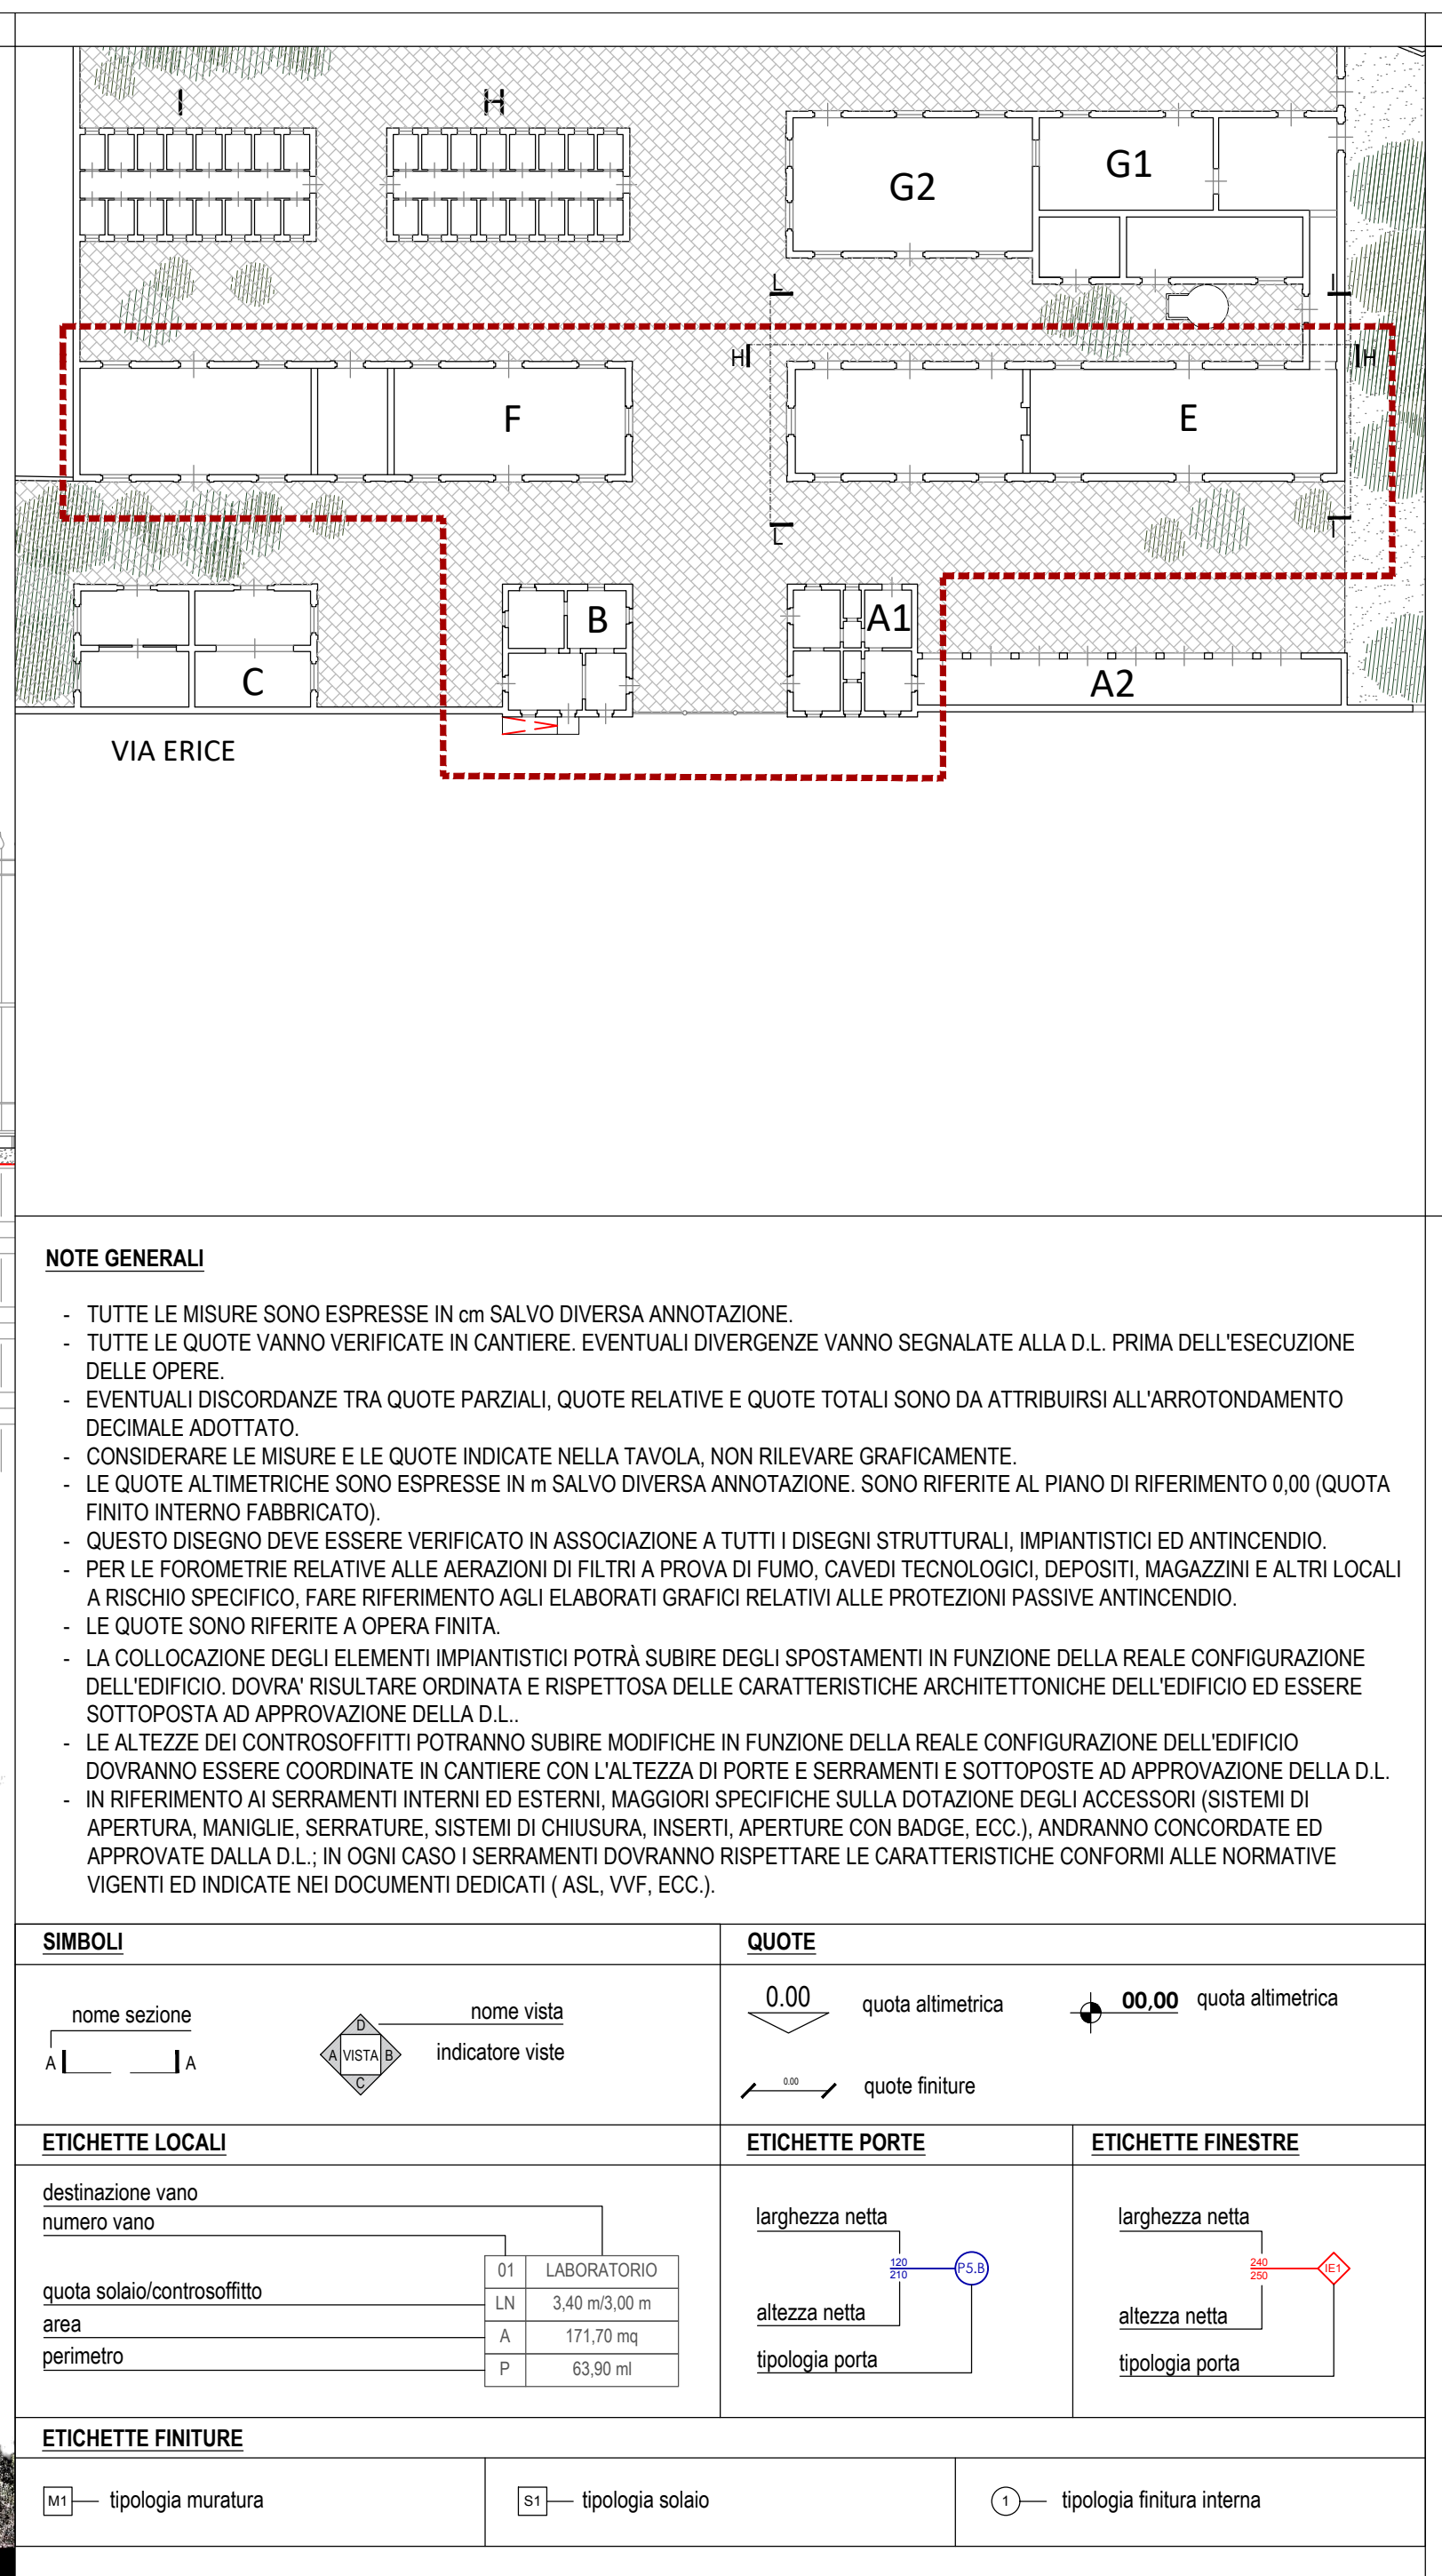 I
H
G2
G1
L
I
H
H
F
E
L
I
B
A1
C
A2
VIA ERICE
NOTE GENERALI
- TUTTE LE MISURE SONO ESPRESSE IN cm SALVO DIVERSA ANNOTAZIONE.
- TUTTE LE QUOTE VANNO VERIFICATE IN CANTIERE. EVENTUALI DIVERGENZE VANNO SEGNALATE ALLA D.L. PRIMA DELL'ESECUZIONE
DELLE OPERE.
- EVENTUALI DISCORDANZE TRA QUOTE PARZIALI, QUOTE RELATIVE E QUOTE TOTALI SONO DA ATTRIBUIRSI ALL'ARROTONDAMENTO
DECIMALE ADOTTATO.
- CONSIDERARE LE MISURE E LE QUOTE INDICATE NELLA TAVOLA, NON RILEVARE GRAFICAMENTE.
- LE QUOTE ALTIMETRICHE SONO ESPRESSE IN m SALVO DIVERSA ANNOTAZIONE. SONO RIFERITE AL PIANO DI RIFERIMENTO 0,00 (QUOTA
FINITO INTERNO FABBRICATO).
- QUESTO DISEGNO DEVE ESSERE VERIFICATO IN ASSOCIAZIONE A TUTTI I DISEGNI STRUTTURALI, IMPIANTISTICI ED ANTINCENDIO.
- PER LE FOROMETRIE RELATIVE ALLE AERAZIONI DI FILTRI A PROVA DI FUMO, CAVEDI TECNOLOGICI, DEPOSITI, MAGAZZINI E ALTRI LOCALI
A RISCHIO SPECIFICO, FARE RIFERIMENTO AGLI ELABORATI GRAFICI RELATIVI ALLE PROTEZIONI PASSIVE ANTINCENDIO.
- LE QUOTE SONO RIFERITE A OPERA FINITA.
- LA COLLOCAZIONE DEGLI ELEMENTI IMPIANTISTICI POTRÀ SUBIRE DEGLI SPOSTAMENTI IN FUNZIONE DELLA REALE CONFIGURAZIONE
DELL'EDIFICIO. DOVRA' RISULTARE ORDINATA E RISPETTOSA DELLE CARATTERISTICHE ARCHITETTONICHE DELL'EDIFICIO ED ESSERE
SOTTOPOSTA AD APPROVAZIONE DELLA D.L..
- LE ALTEZZE DEI CONTROSOFFITTI POTRANNO SUBIRE MODIFICHE IN FUNZIONE DELLA REALE CONFIGURAZIONE DELL'EDIFICIO
DOVRANNO ESSERE COORDINATE IN CANTIERE CON L'ALTEZZA DI PORTE E SERRAMENTI E SOTTOPOSTE AD APPROVAZIONE DELLA D.L.
- IN RIFERIMENTO AI SERRAMENTI INTERNI ED ESTERNI, MAGGIORI SPECIFICHE SULLA DOTAZIONE DEGLI ACCESSORI (SISTEMI DI
APERTURA, MANIGLIE, SERRATURE, SISTEMI DI CHIUSURA, INSERTI, APERTURE CON BADGE, ECC.), ANDRANNO CONCORDATE ED
APPROVATE DALLA D.L.; IN OGNI CASO I SERRAMENTI DOVRANNO RISPETTARE LE CARATTERISTICHE CONFORMI ALLE NORMATIVE
VIGENTI ED INDICATE NEI DOCUMENTI DEDICATI ( ASL, VVF, ECC.).
SIMBOLI
nome sezione
A A
D
A VISTA B
C
nome vista
indicatore viste
QUOTE
0.00 quota altimetrica
00,00 quota altimetrica
0.00 quote finiture
ETICHETTE LOCALI
destinazione vano
numero vano
quota solaio/controsoffitto
area
perimetro
01 LABORATORIO
LN 3,40 m/3,00 m
A 171,70 mq
P 63,90 ml
ETICHETTE PORTE
larghezza netta
120
210
P5.B
altezza netta
tipologia porta
ETICHETTE FINESTRE
larghezza netta
240
250
IE1
altezza netta
tipologia porta
ETICHETTE FINITURE
M1 tipologia muratura
S1 tipologia solaio
1 tipologia finitura interna